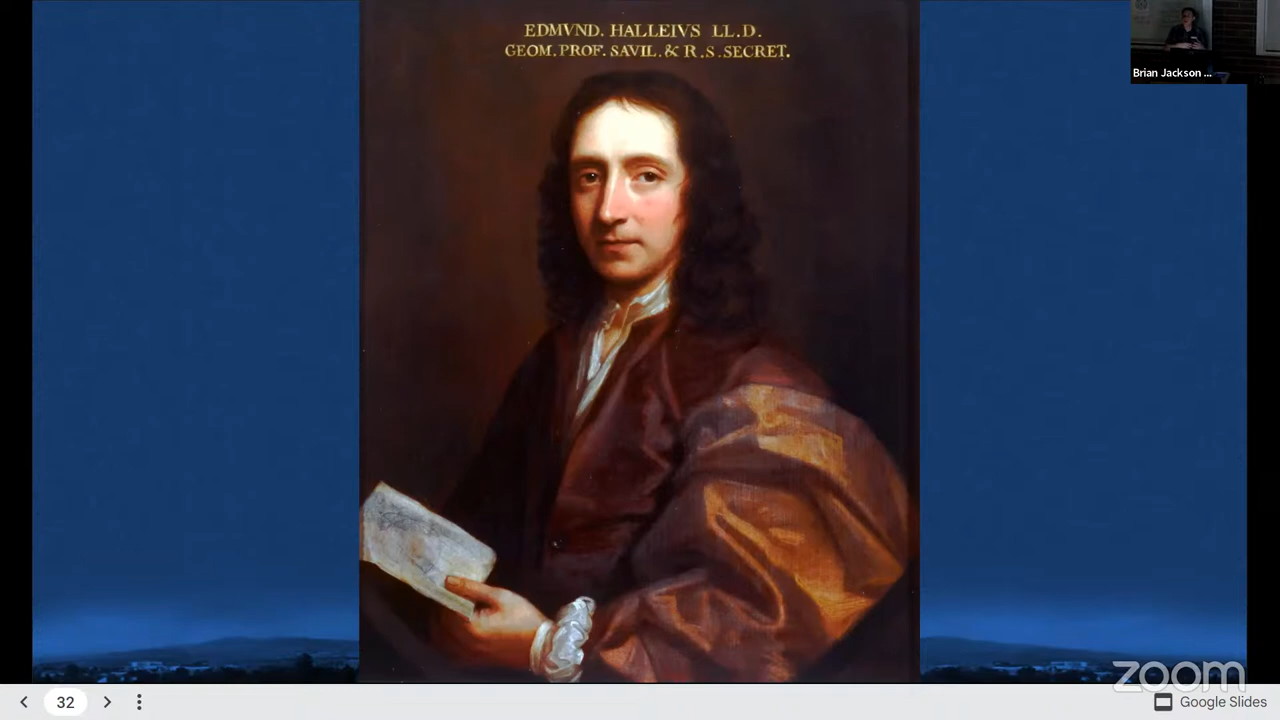 EDMVND. HALLEIVS LL.D.
GEOM. PROF. SAVIL. & R.S. SECRET.
Brian Jackson ...
zoom
32
Google Slides